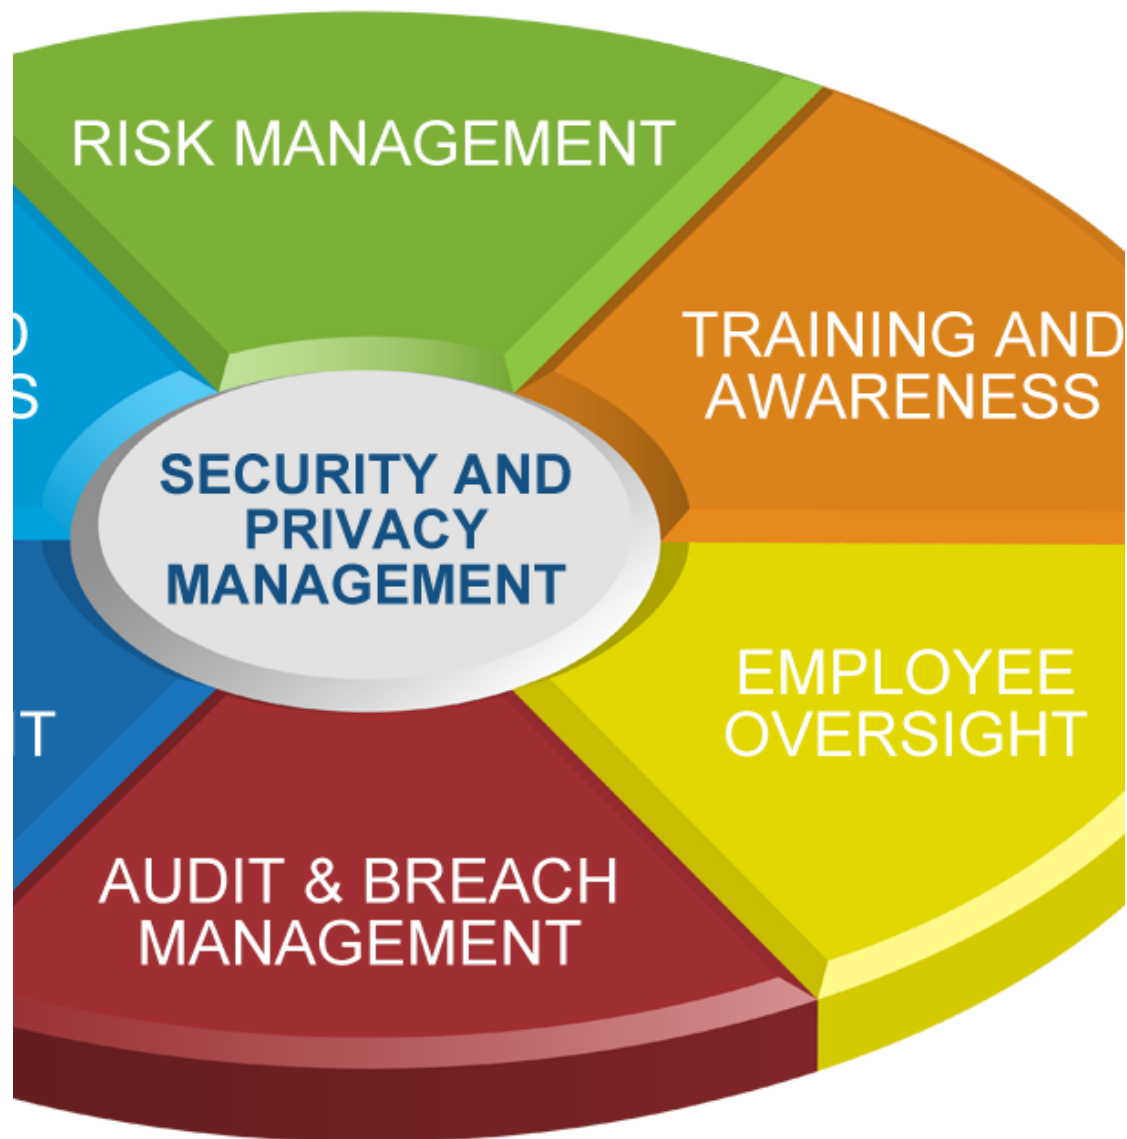 RISK MANAGEMENT
TRAINING AND
AWARENESS
SECURITY AND
PRIVACY
MANAGEMENT
EMPLOYEE
OVERSIGHT
AUDIT & BREACH
MANAGEMENT